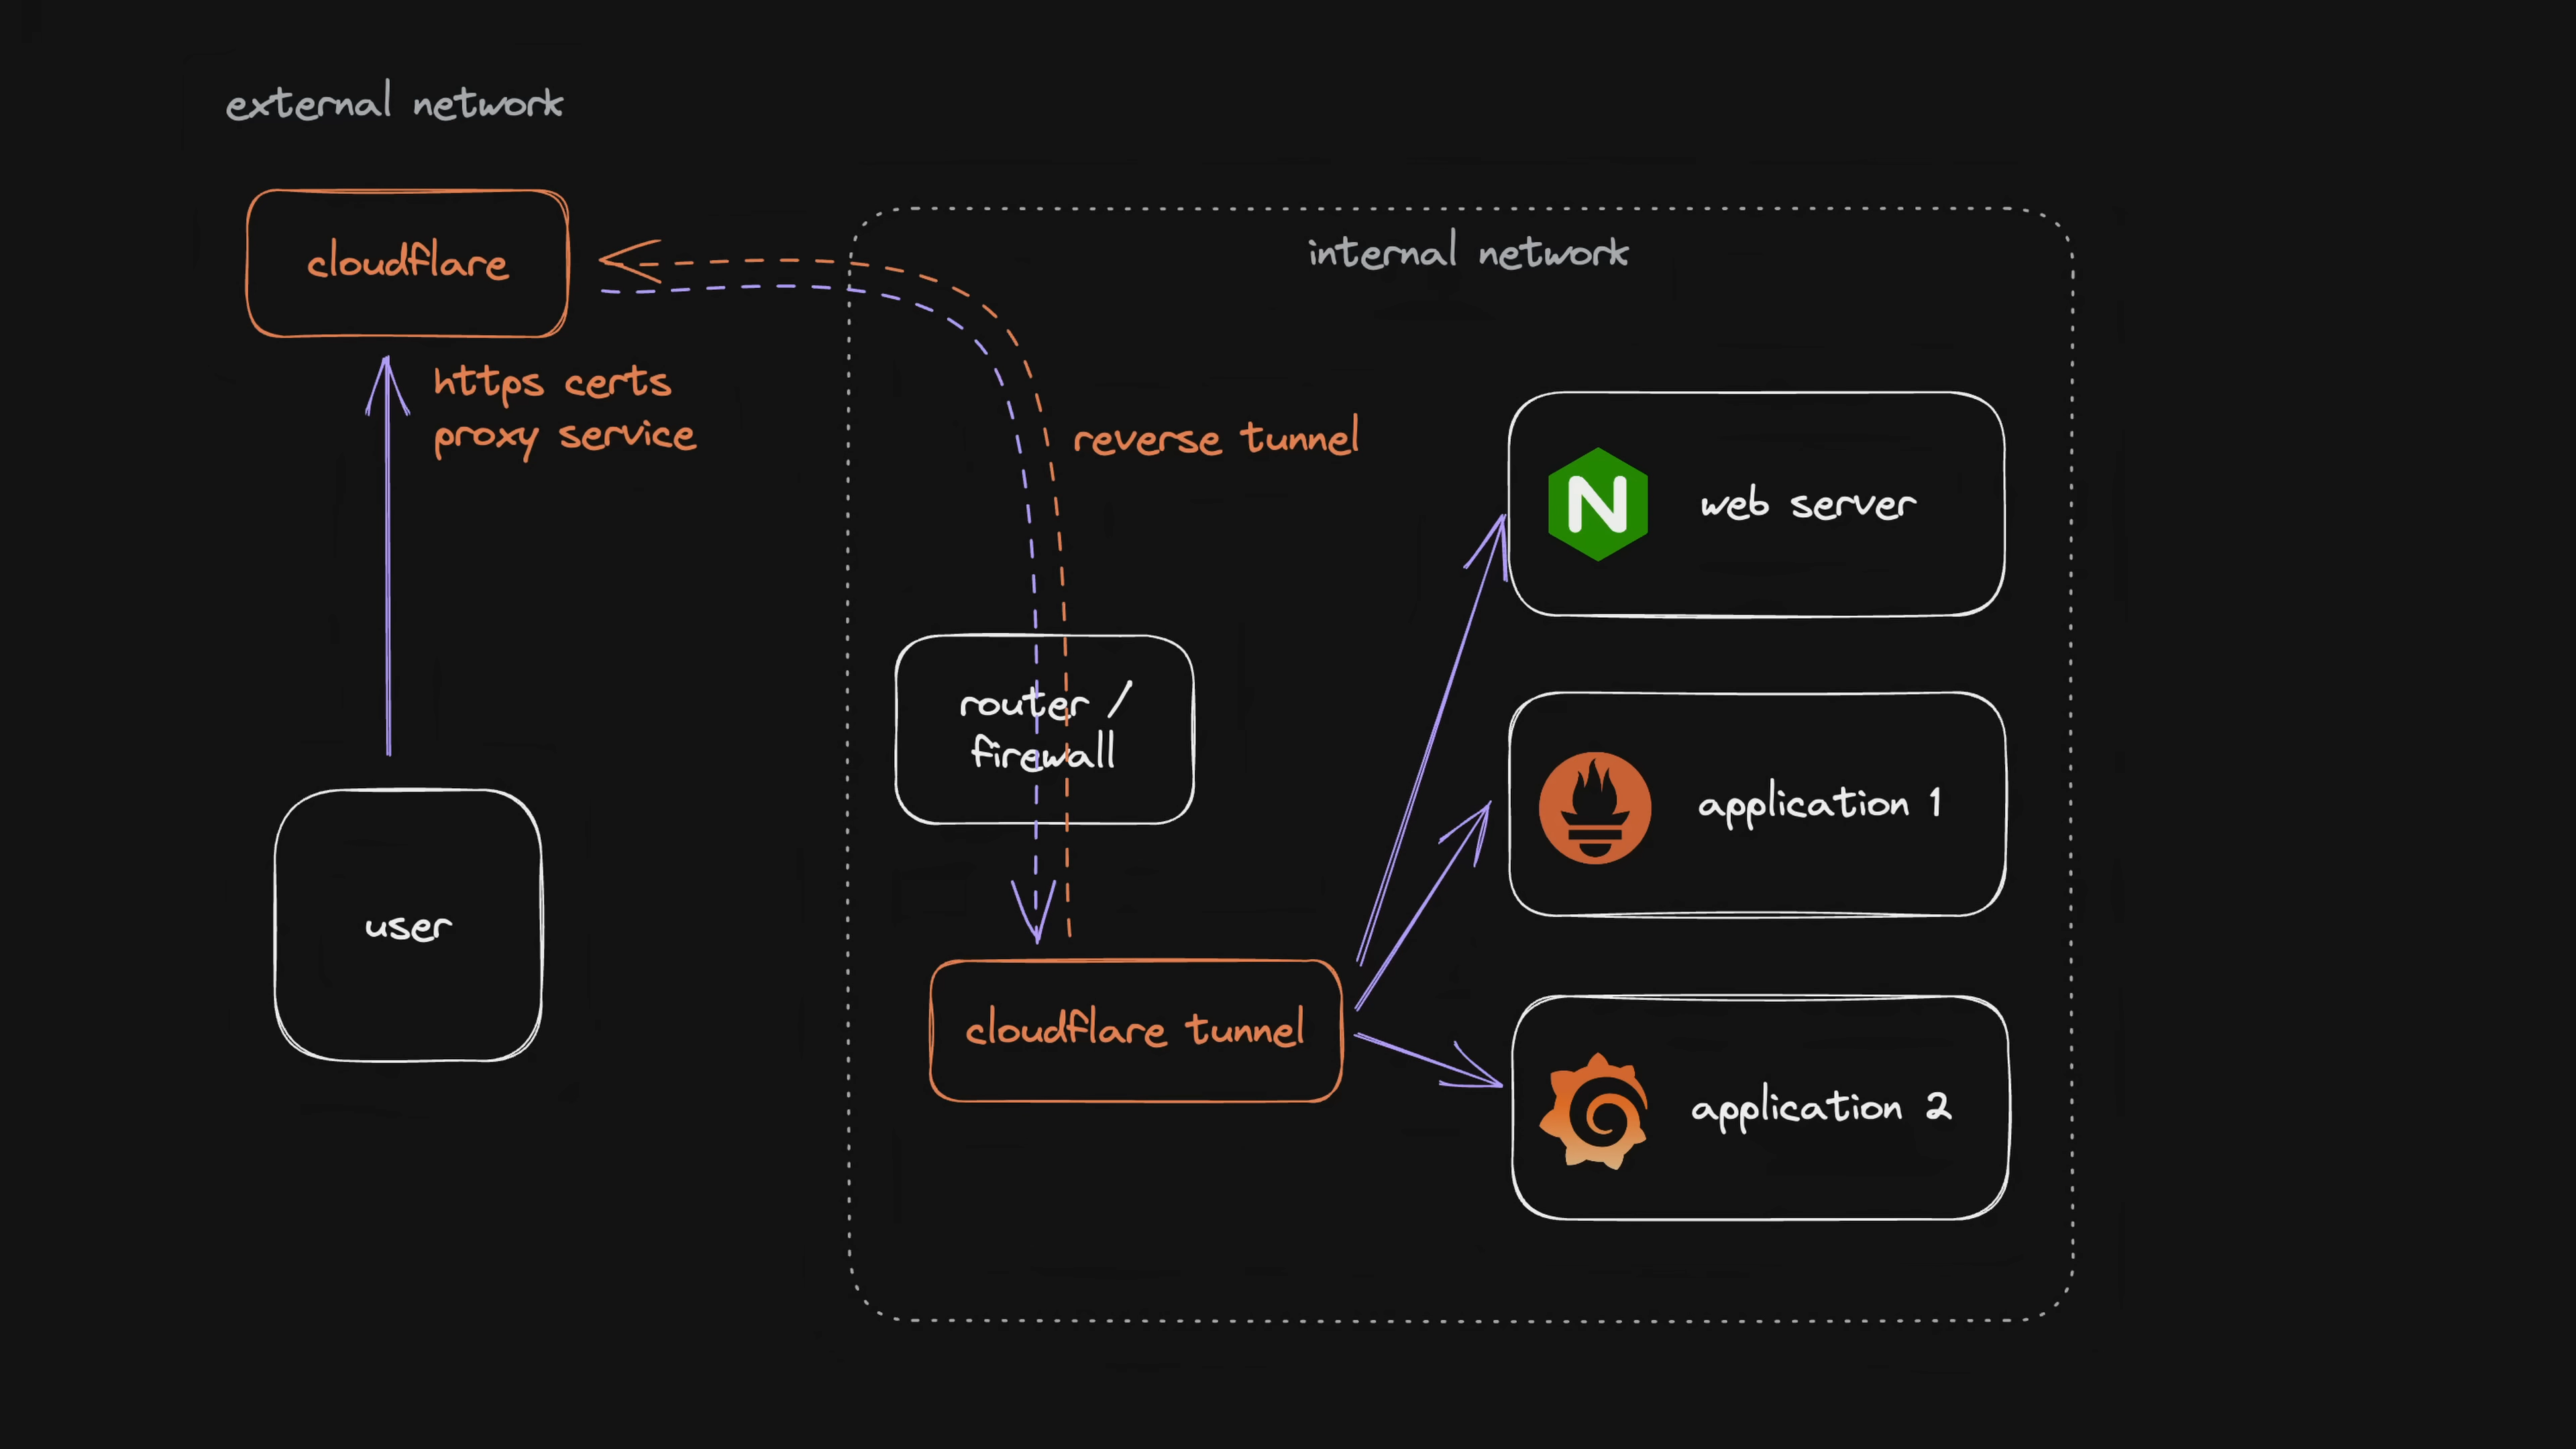 external network
cloudflare
https certs
proxy service
user
internal network
reverse tunnel
router /
firewall
cloudflare tunnel
N
web server
application 1
application 2